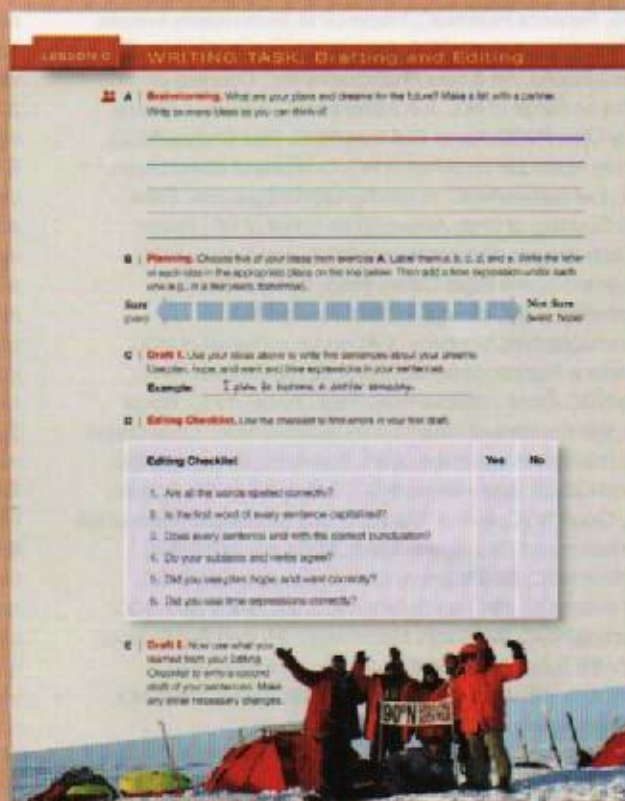 LESSON C WRITING TASK: Drafting and Editing
A | Brainstorming. What are your plans and dreams for the future? Make a list with a partner.
Write as many ideas as you can think of.
B | Planning. Choose five of your ideas from exercise A. Label them a, b, c, d, and e. Write the letter
of each idea in the appropriate place on the line below. Then add a time expression under each
one (e.g., in a few years, tomorrow).
Sure Not Sure
(plan) (want, hope)
C | Draft 1. Use your ideas above to write five sentences about your dreams.
Use plan, hope, and want and time expressions in your sentences.
Example: I plan to become a writer someday.
D | Editing Checklist. Use the checklist to find errors in your first draft.
Editing Checklist Yes No
1. Are all the words spelled correctly?
2. Is the first word of every sentence capitalized?
3. Does every sentence end with the correct punctuation?
4. Do your subjects and verbs agree?
5. Did you use plan, hope, and want correctly?
6. Did you use time expressions correctly?
E | Draft 2. Now use what you
learned from your Editing
Checklist to write a second
draft of your sentences. Make
any other necessary changes.
90°N